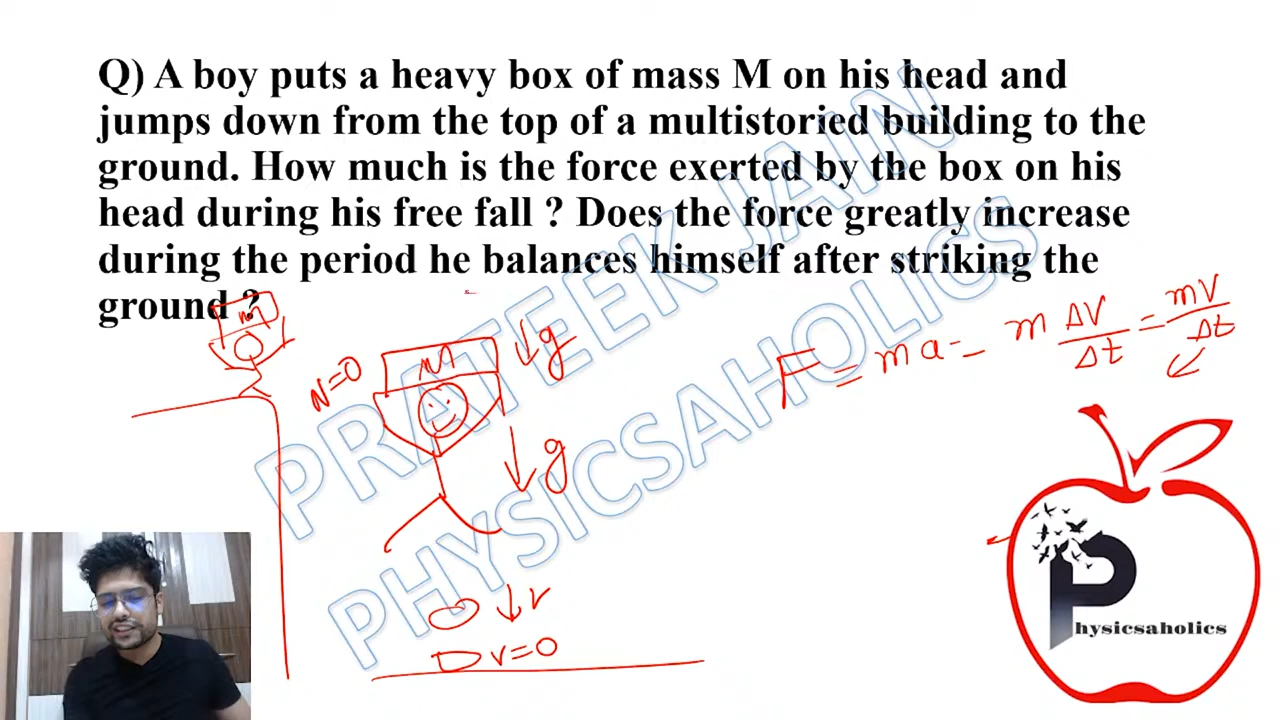 Q) A boy puts a heavy box of mass M on his head and
jumps down from the top of a multistoried building to the
ground. How much is the force exerted by the box on his
head during his free fall ? Does the force greatly increase
during the period he balances himself after striking the
ground ?
M
N=0
M
↓g
↓g
F = ma = m ΔV/Δt = mV/Δt
↓v
v=0
PRATEEK JAIN
PHYSICSAHOLICS
Physicsaholics